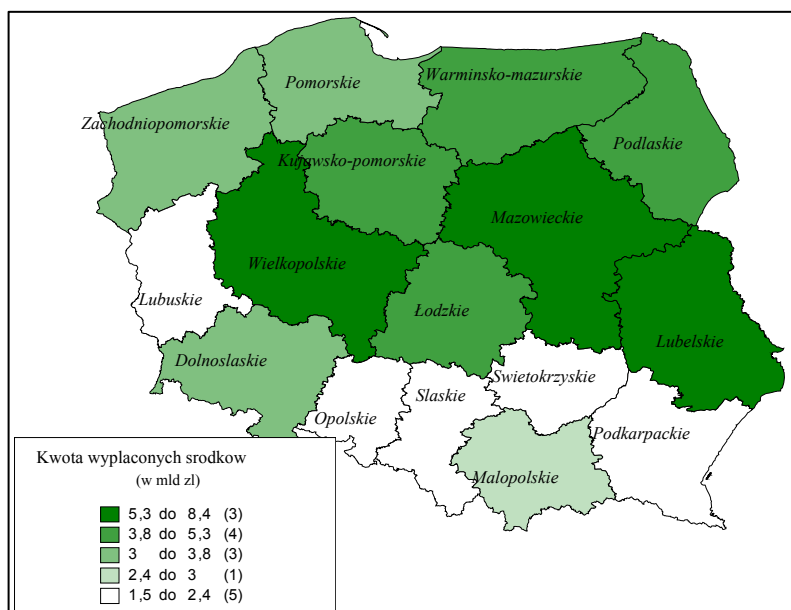 Pomorskie
Warminsko-mazurskie
Zachodniopomorskie
Podlaskie
Kujawsko-pomorskie
Mazowieckie
Wielkopolskie
Lubuskie
Łodzkie
Lubelskie
Dolnoslaskie
Swietokrzyskie
Slaskie
Opolskie
Podkarpackie
Malopolskie
Kwota wyplaconych srodkow
(w mld zl)
5,3 do 8,4 (3)
3,8 do 5,3 (4)
3 do 3,8 (3)
2,4 do 3 (1)
1,5 do 2,4 (5)